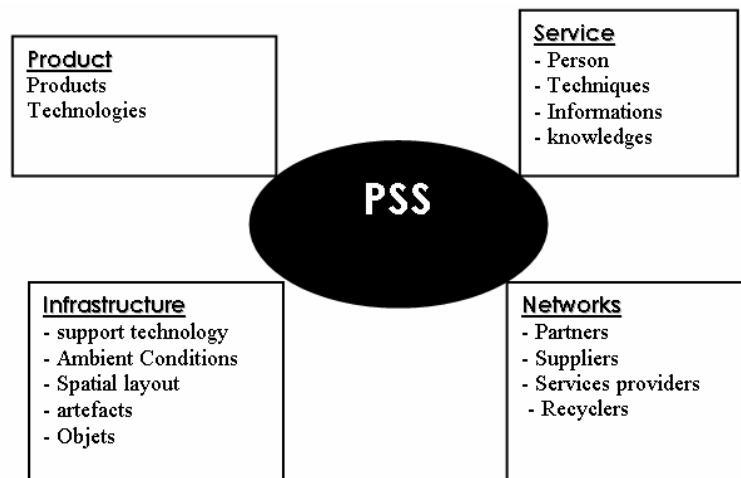 Product
Products
Technologies
Service
- Person
- Techniques
- Informations
- knowledges
PSS
Infrastructure
- support technology
- Ambient Conditions
- Spatial layout
- artefacts
- Objets
Networks
- Partners
- Suppliers
- Services providers
- Recyclers